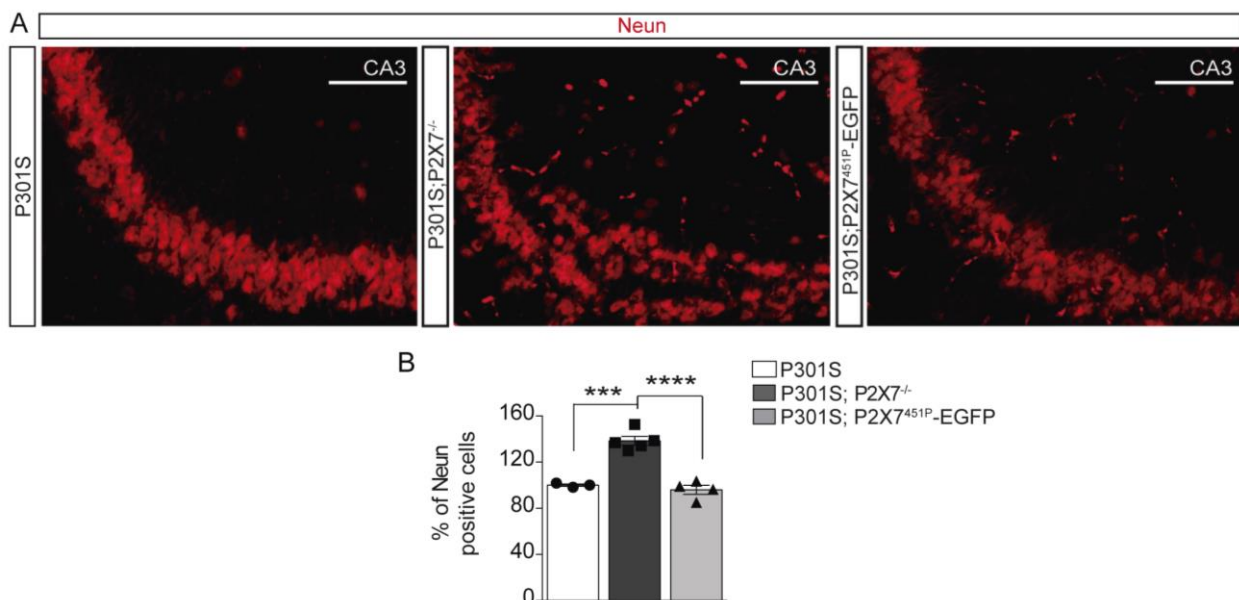 A
Neun
P301S
CA3
P301S;P2X7-/-
CA3
P301S;P2X7451P-EGFP
CA3
B
*** ****
160
120
80
40
0
% of Neun
positive cells
P301S
P301S; P2X7-/-
P301S; P2X7451P-EGFP